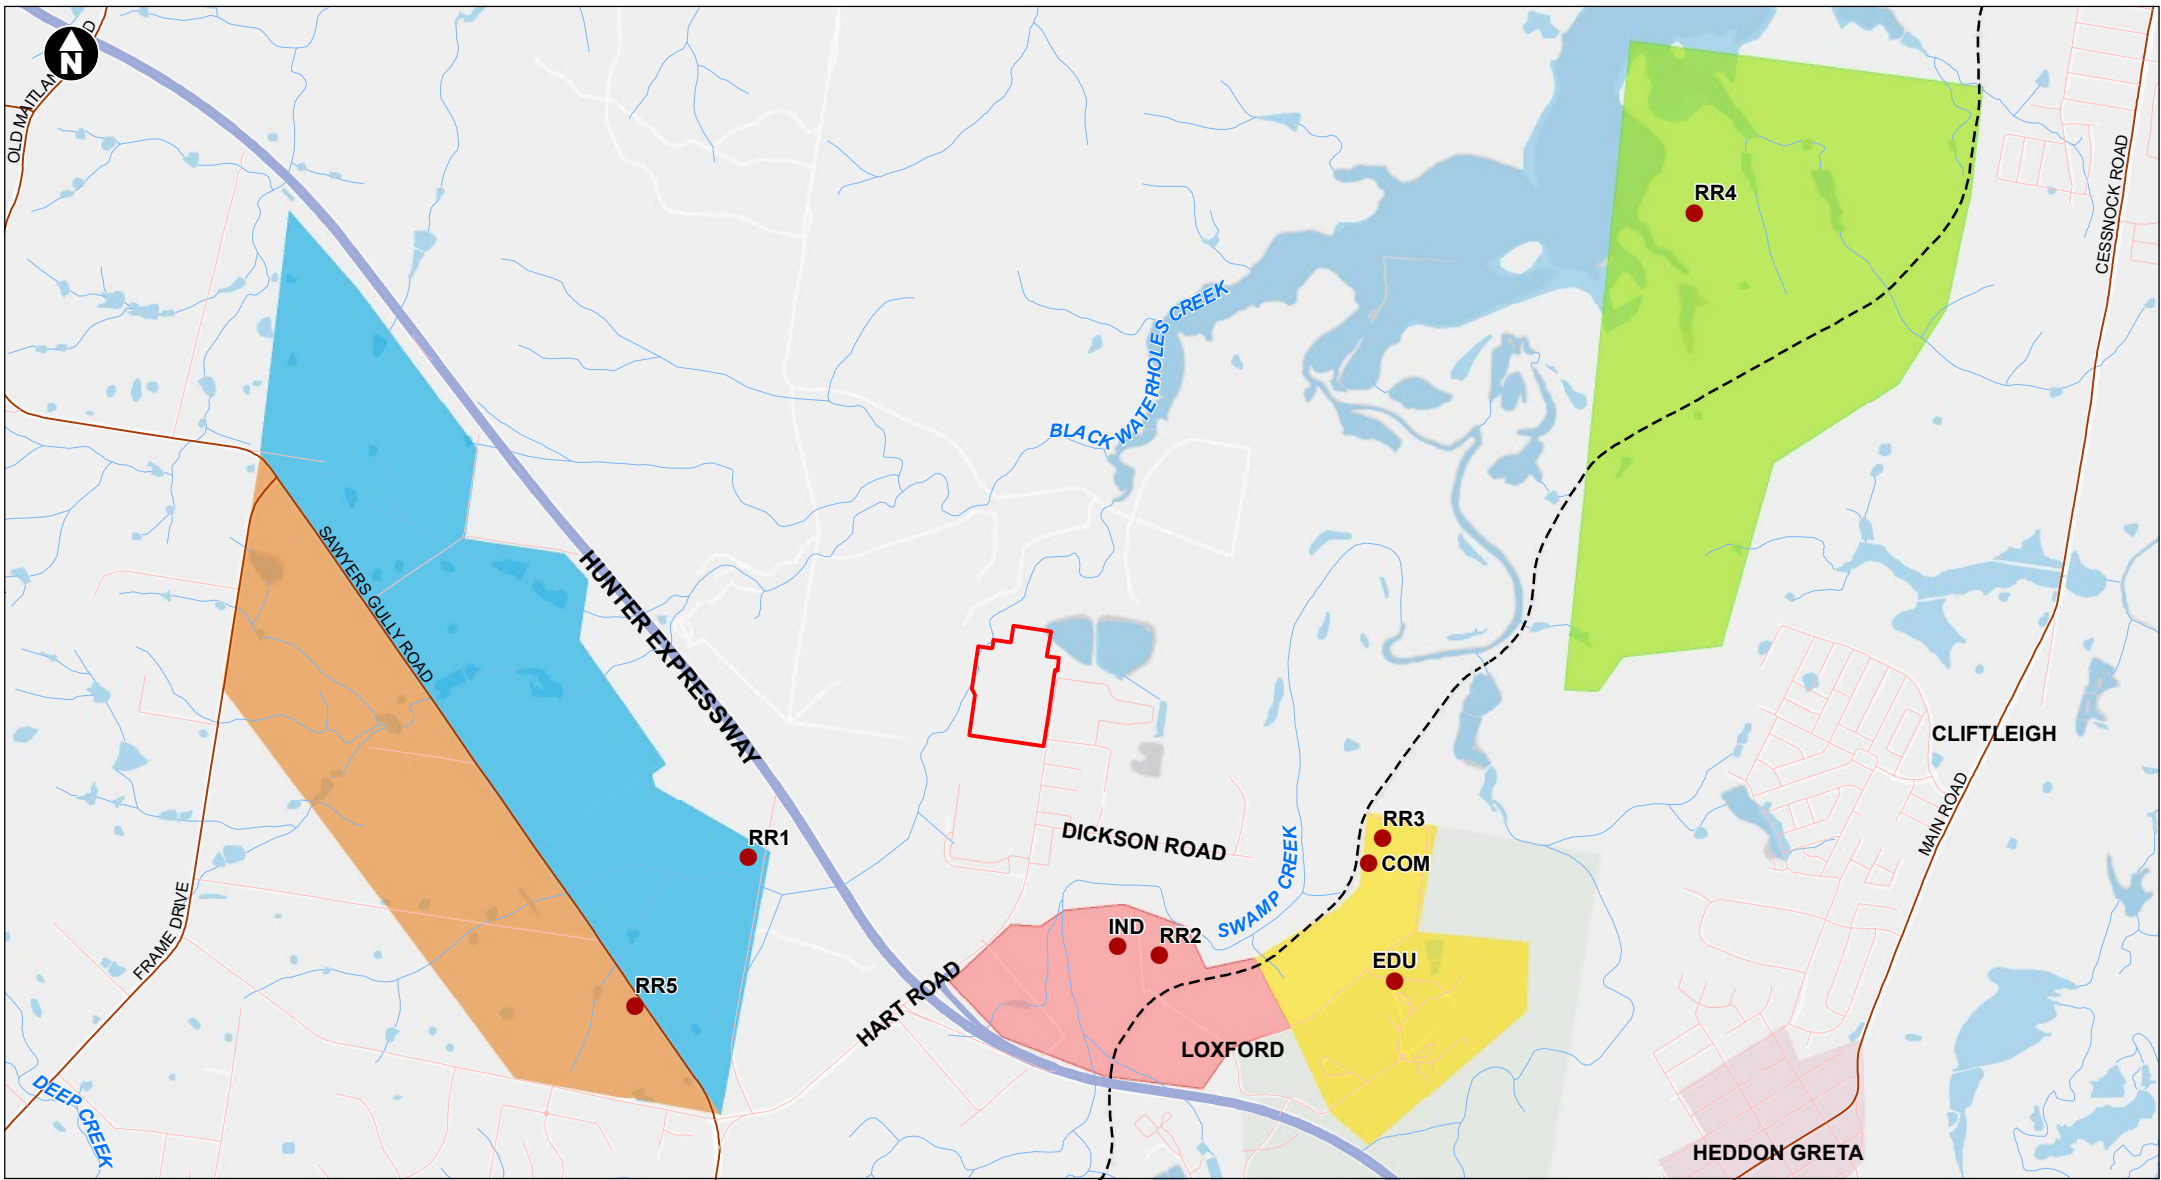 OLD MAITLAND
N
CESSNOCK ROAD
RR4
BLACK WATERHOLES CREEK
SAWYERS GULLY ROAD
HUNTER EXPRESSWAY
CLIFTLEIGH
MAIN ROAD
RR1
DICKSON ROAD
RR3
COM
SWAMP CREEK
FRAME DRIVE
IND
RR2
EDU
RR5
HART ROAD
LOXFORD
DEEP CREEK
HEDDON GRETA